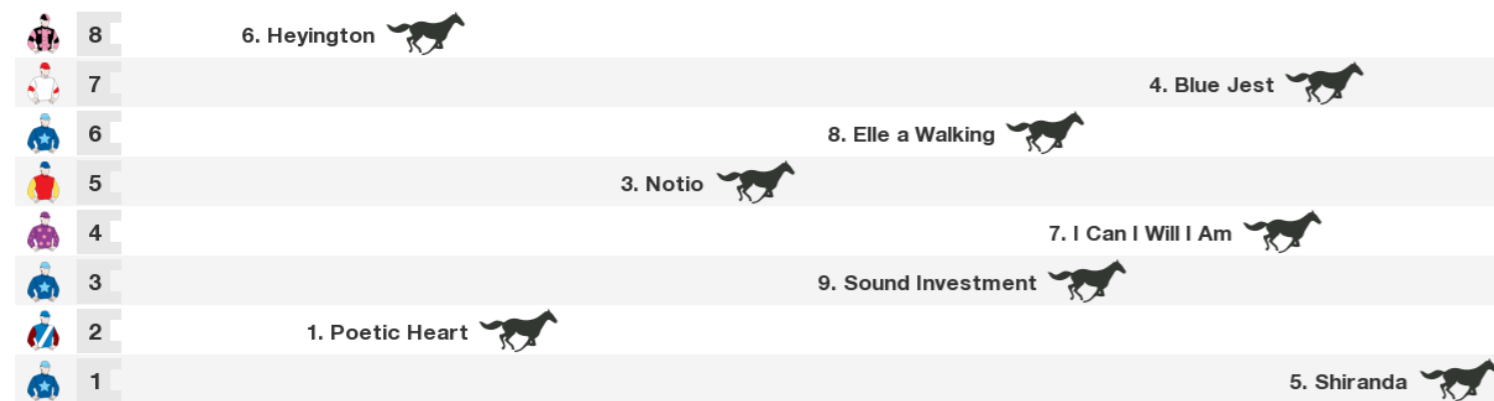 8 6. Heyington
7 4. Blue Jest
6 8. Elle a Walking
5 3. Notio
4 7. I Can I Will I Am
3 9. Sound Investment
2 1. Poetic Heart
1 5. Shiranda